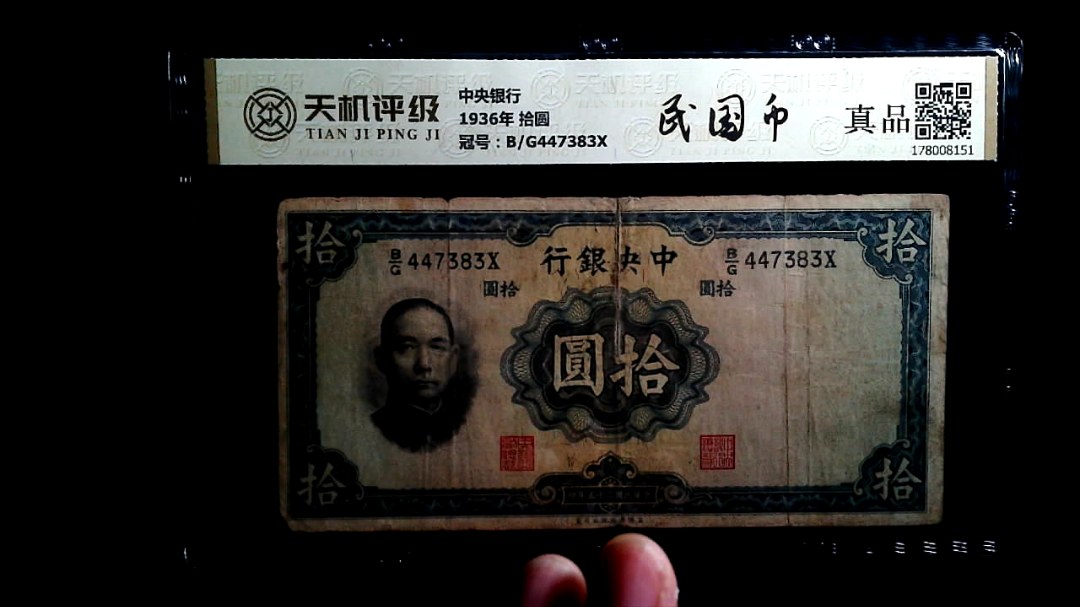 天机评级
TIAN JI PING JI
中央银行
1936年 拾圆
冠号：B/G447383X
民国币
真品
178008151
拾
拾
B/G 447383X
行銀央中
B/G 447383X
圓拾
圓拾
圓拾
拾
拾